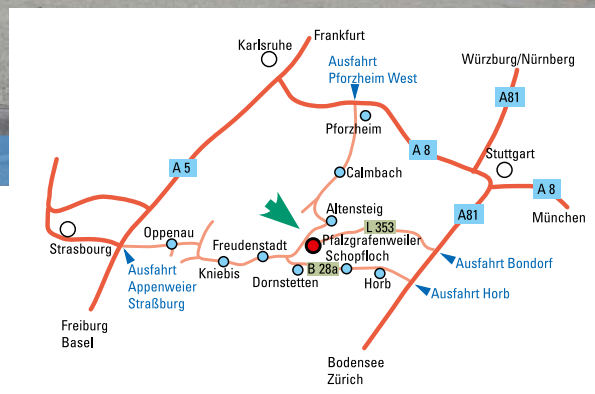 Frankfurt
Karlsruhe
Ausfahrt
Pforzheim West
Würzburg/Nürnberg
A81
Pforzheim
A 8
Stuttgart
A 5
Calmbach
A 8
Altensteig
A81
München
L 353
Oppenau
Pfalzgrafenweiler
Strasbourg
Freudenstadt
Schopfloch
Kniebis
B 28a
Ausfahrt Bondorf
Dornstetten
Horb
Ausfahrt
Appenweier
Straßburg
Ausfahrt Horb
Freiburg
Basel
Bodensee
Zürich